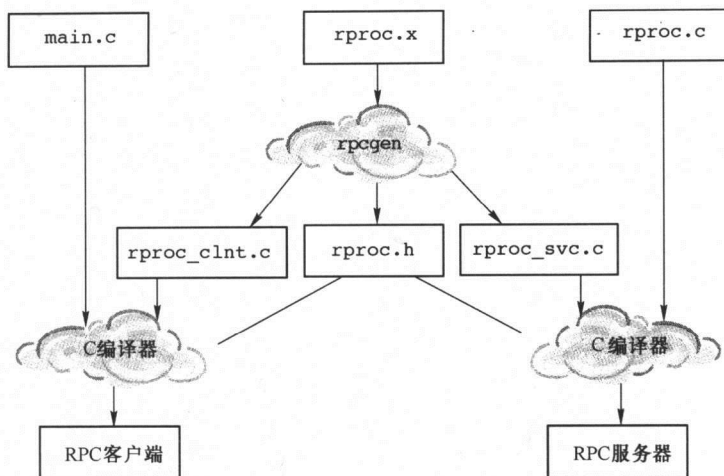 main.c
rproc.x
rproc.c
rpcgen
rproc_clnt.c
rproc.h
rproc_svc.c
C编译器
C编译器
RPC客户端
RPC服务器